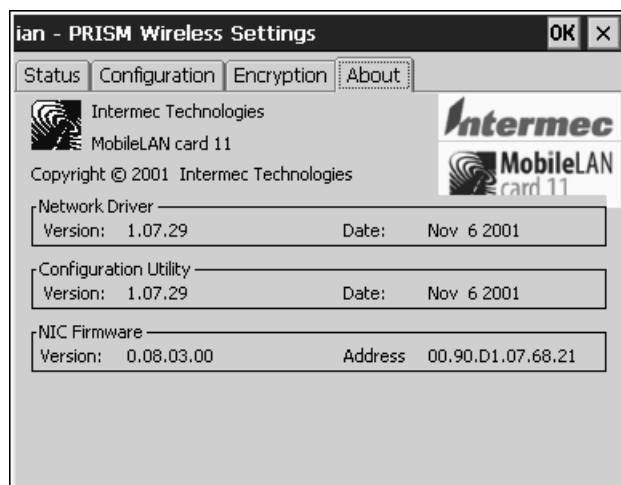 ian - PRISM Wireless Settings OK ×
Status Configuration Encryption About
Intermec Technologies
MobileLAN card 11
Copyright © 2001 Intermec Technologies
Intermec
MobileLAN
card 11
Network Driver
Version: 1.07.29 Date: Nov 6 2001
Configuration Utility
Version: 1.07.29 Date: Nov 6 2001
NIC Firmware
Version: 0.08.03.00 Address 00.90.D1.07.68.21